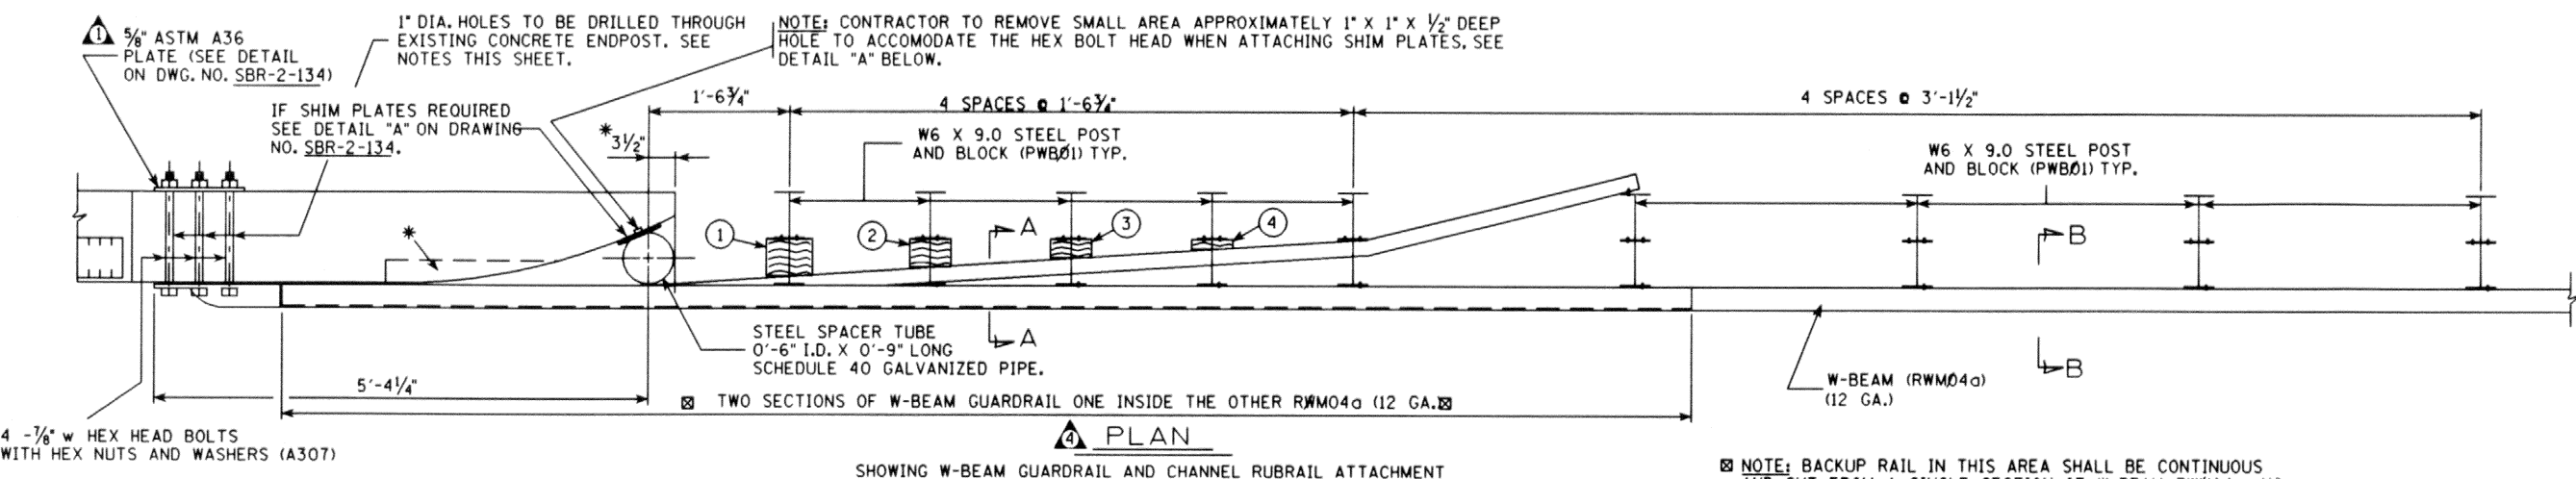 1 5/8" ASTM A36
PLATE (SEE DETAIL
ON DWG. NO. SBR-2-134)
1" DIA. HOLES TO BE DRILLED THROUGH
EXISTING CONCRETE ENDPOST. SEE
NOTES THIS SHEET.
NOTE: CONTRACTOR TO REMOVE SMALL AREA APPROXIMATELY 1" X 1" X 1/2" DEEP
HOLE TO ACCOMODATE THE HEX BOLT HEAD WHEN ATTACHING SHIM PLATES. SEE
DETAIL "A" BELOW.
IF SHIM PLATES REQUIRED
SEE DETAIL "A" ON DRAWING
NO. SBR-2-134.
1'-6 3/4"
4 SPACES @ 1'-6 3/4"
4 SPACES @ 3'-1 1/2"
* 3 1/2"
W6 X 9.0 STEEL POST
AND BLOCK (PWBØ1) TYP.
W6 X 9.0 STEEL POST
AND BLOCK (PWBØ1) TYP.
*
1
2
3
4
A
A
B
B
STEEL SPACER TUBE
0'-6" I.D. X 0'-9" LONG
SCHEDULE 40 GALVANIZED PIPE.
5'-4 1/4"
⊠ TWO SECTIONS OF W-BEAM GUARDRAIL ONE INSIDE THE OTHER RWM04a (12 GA.⊠
W-BEAM (RWMØ4a)
(12 GA.)
4 -7/8" w HEX HEAD BOLTS
WITH HEX NUTS AND WASHERS (A307)
4 PLAN
SHOWING W-BEAM GUARDRAIL AND CHANNEL RUBRAIL ATTACHMENT
⊠ NOTE: BACKUP RAIL IN THIS AREA SHALL BE CONTINUOUS